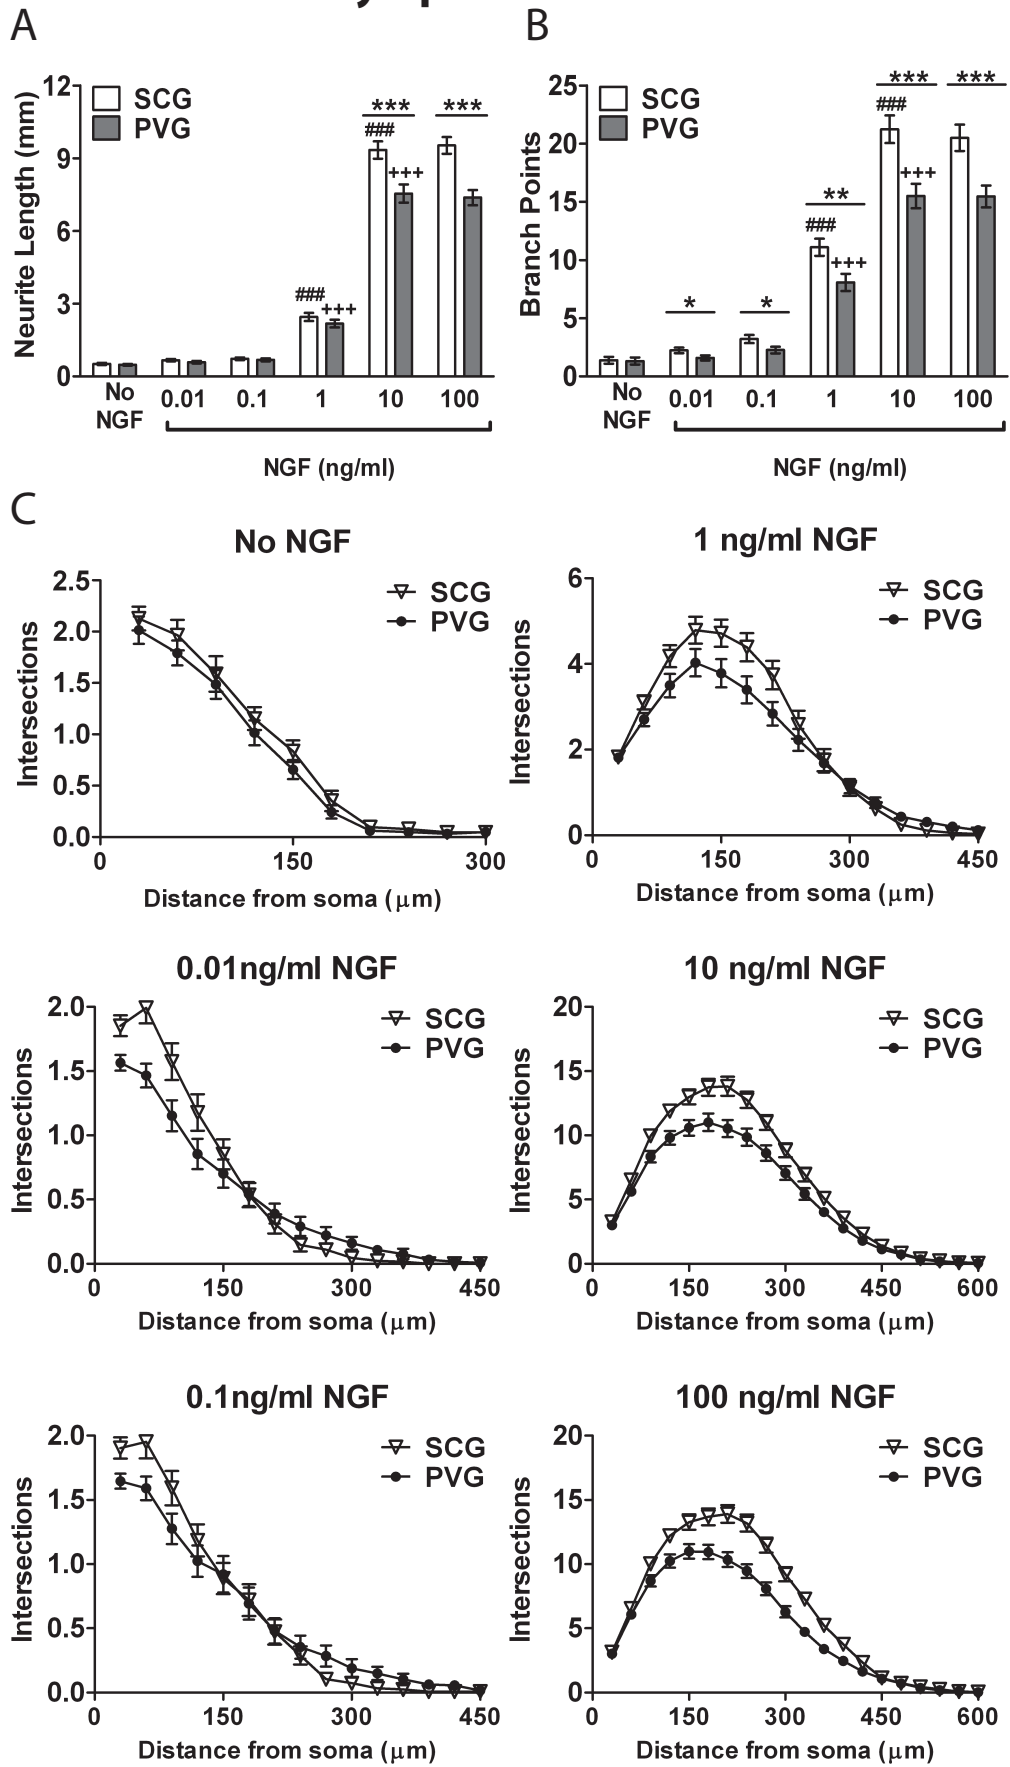 A
B
12
9
6
3
0
Neurite Length (mm)
SCG
PVG
***
***
###
+++
###
+++
No
NGF
0.01
0.1
1
10
100
NGF (ng/ml)
25
20
15
10
5
0
Branch Points
SCG
PVG
***
***
###
+++
**
###
+++
*
*
No
NGF
0.01
0.1
1
10
100
NGF (ng/ml)
C
No NGF
2.5
2.0
1.5
1.0
0.5
0.0
Intersections
SCG
PVG
0
150
300
Distance from soma (μm)
1 ng/ml NGF
6
4
2
0
Intersections
SCG
PVG
0
150
300
450
Distance from soma (μm)
0.01ng/ml NGF
2.0
1.5
1.0
0.5
0.0
Intersections
SCG
PVG
0
150
300
450
Distance from soma (μm)
10 ng/ml NGF
20
15
10
5
0
Intersections
SCG
PVG
0
150
300
450
600
Distance from soma (μm)
0.1ng/ml NGF
2.0
1.5
1.0
0.5
0.0
Intersections
SCG
PVG
0
150
300
450
Distance from soma (μm)
100 ng/ml NGF
20
15
10
5
0
Intersections
SCG
PVG
0
150
300
450
600
Distance from soma (μm)